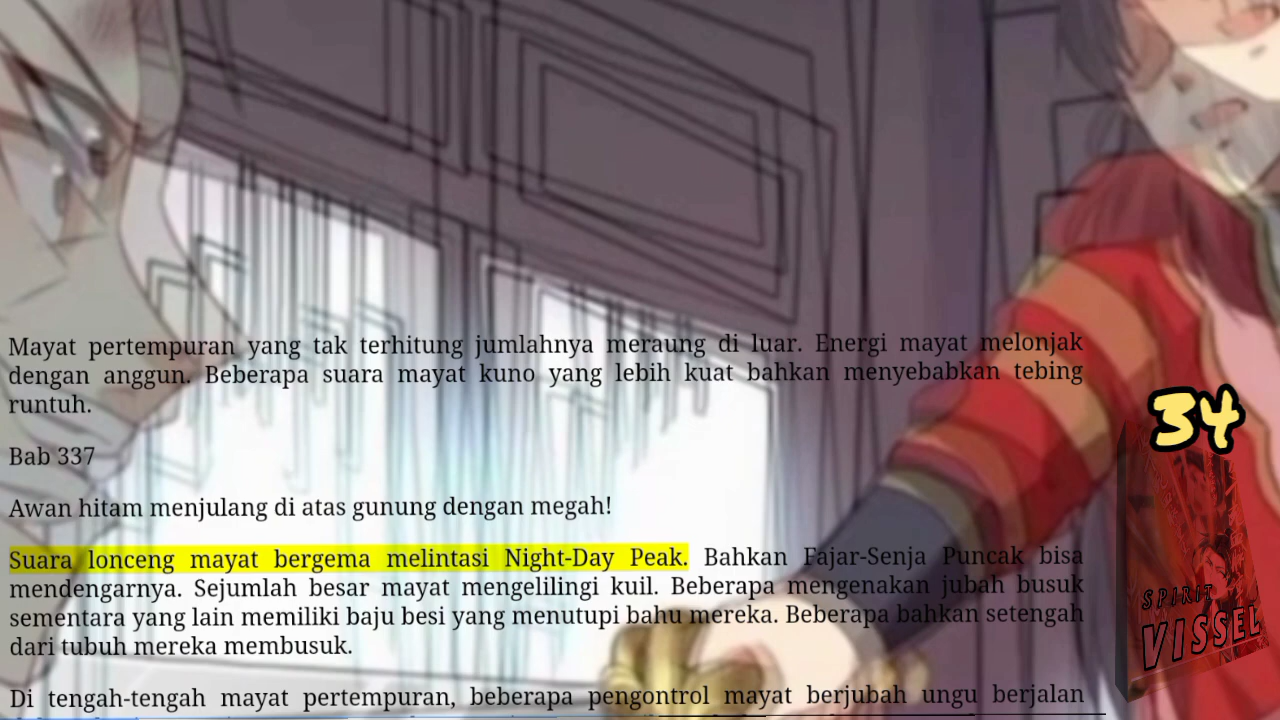 Mayat pertempuran yang tak terhitung jumlahnya meraung di luar. Energi mayat melonjak
dengan anggun. Beberapa suara mayat kuno yang lebih kuat bahkan menyebabkan tebing
runtuh.
Bab 337
Awan hitam menjulang di atas gunung dengan megah!
Suara lonceng mayat bergema melintasi Night-Day Peak. Bahkan Fajar-Senja Puncak bisa
mendengarnya. Sejumlah besar mayat mengelilingi kuil. Beberapa mengenakan jubah busuk
sementara yang lain memiliki baju besi yang menutupi bahu mereka. Beberapa bahkan setengah
dari tubuh mereka membusuk.
Di tengah-tengah mayat pertempuran, beberapa pengontrol mayat berjubah ungu berjalan
34
SPIRIT
VISSEL